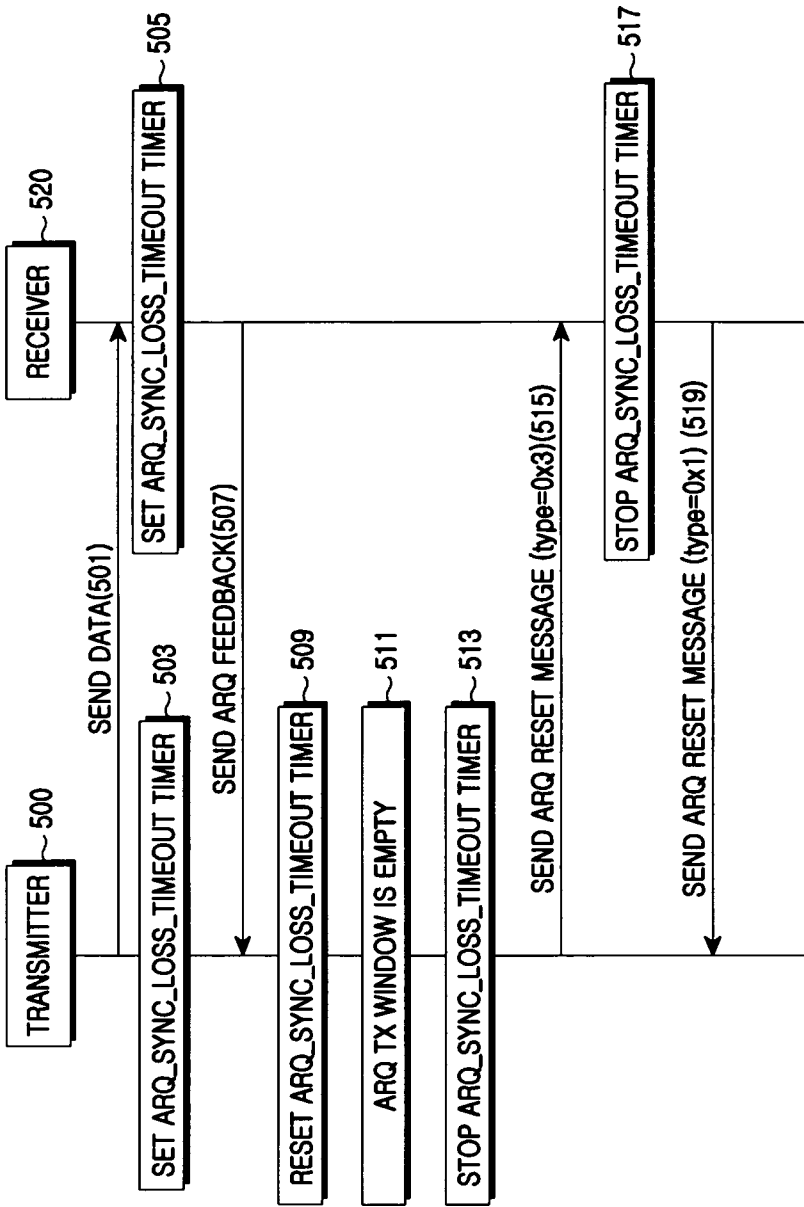 TRANSMITTER
500
RECEIVER
520
SEND DATA(501)
SET ARQ_SYNC_LOSS_TIMEOUT TIMER
503
SET ARQ_SYNC_LOSS_TIMEOUT TIMER
505
SEND ARQ FEEDBACK(507)
RESET ARQ_SYNC_LOSS_TIMEOUT TIMER
509
ARQ TX WINDOW IS EMPTY
511
STOP ARQ_SYNC_LOSS_TIMEOUT TIMER
513
SEND ARQ RESET MESSAGE (type=0x3)(515)
STOP ARQ_SYNC_LOSS_TIMEOUT TIMER
517
SEND ARQ RESET MESSAGE (type=0x1) (519)